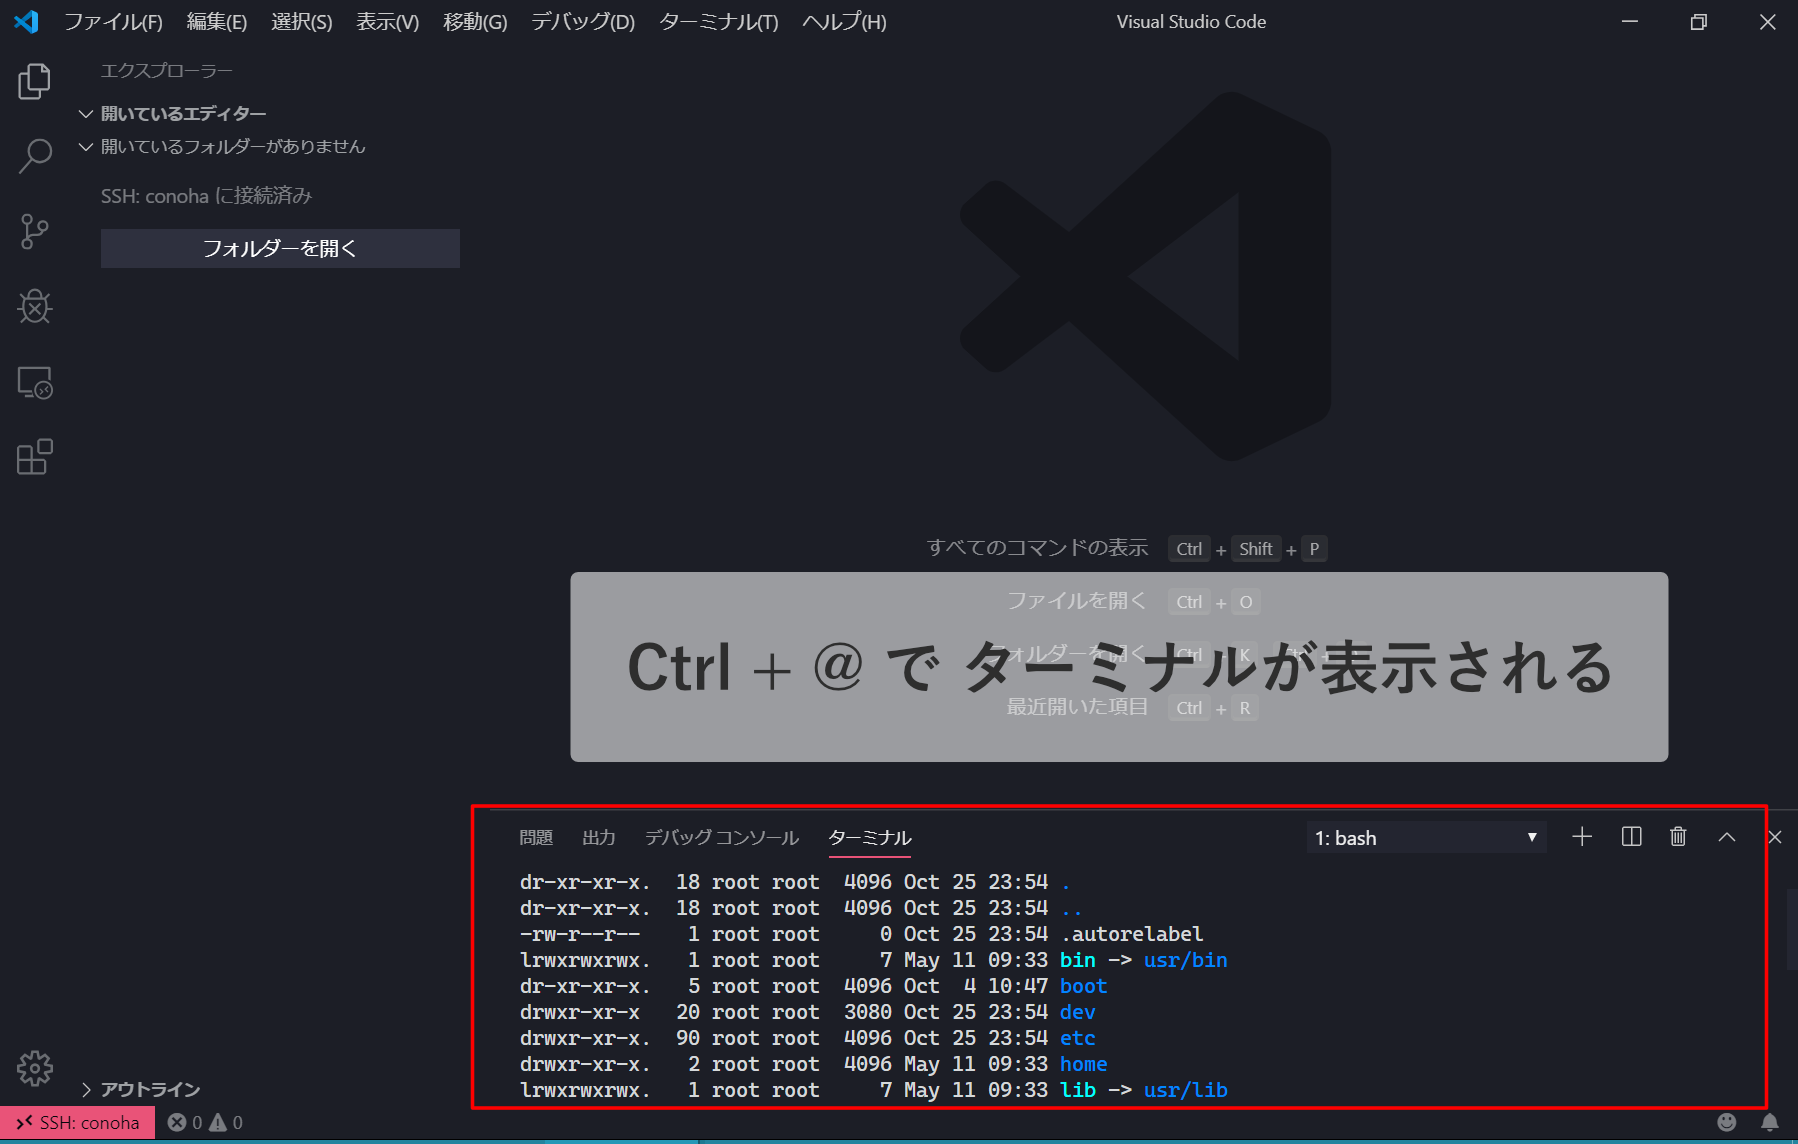 ファイル(F) 編集(E) 選択(S) 表示(V) 移動(G) デバッグ(D) ターミナル(T) ヘルプ(H) Visual Studio Code
エクスプローラー
開いているエディター
開いているフォルダーがありません
SSH: conoha に接続済み
フォルダーを開く
すべてのコマンドの表示 Ctrl + Shift + P
ファイルを開く Ctrl + O
フォルダーを開く Ctrl K
Ctrl + @ で ターミナルが表示される
最近開いた項目 Ctrl + R
問題 出力 デバッグ コンソール ターミナル 1: bash
dr-xr-xr-x. 18 root root 4096 Oct 25 23:54 .
dr-xr-xr-x. 18 root root 4096 Oct 25 23:54 ..
-rw-r--r-- 1 root root 0 Oct 25 23:54 .autorelabel
lrwxrwxrwx. 1 root root 7 May 11 09:33 bin -> usr/bin
dr-xr-xr-x. 5 root root 4096 Oct 4 10:47 boot
drwxr-xr-x 20 root root 3080 Oct 25 23:54 dev
drwxr-xr-x. 90 root root 4096 Oct 25 23:54 etc
drwxr-xr-x. 2 root root 4096 May 11 09:33 home
lrwxrwxrwx. 1 root root 7 May 11 09:33 lib -> usr/lib
アウトライン
SSH: conoha 0 0